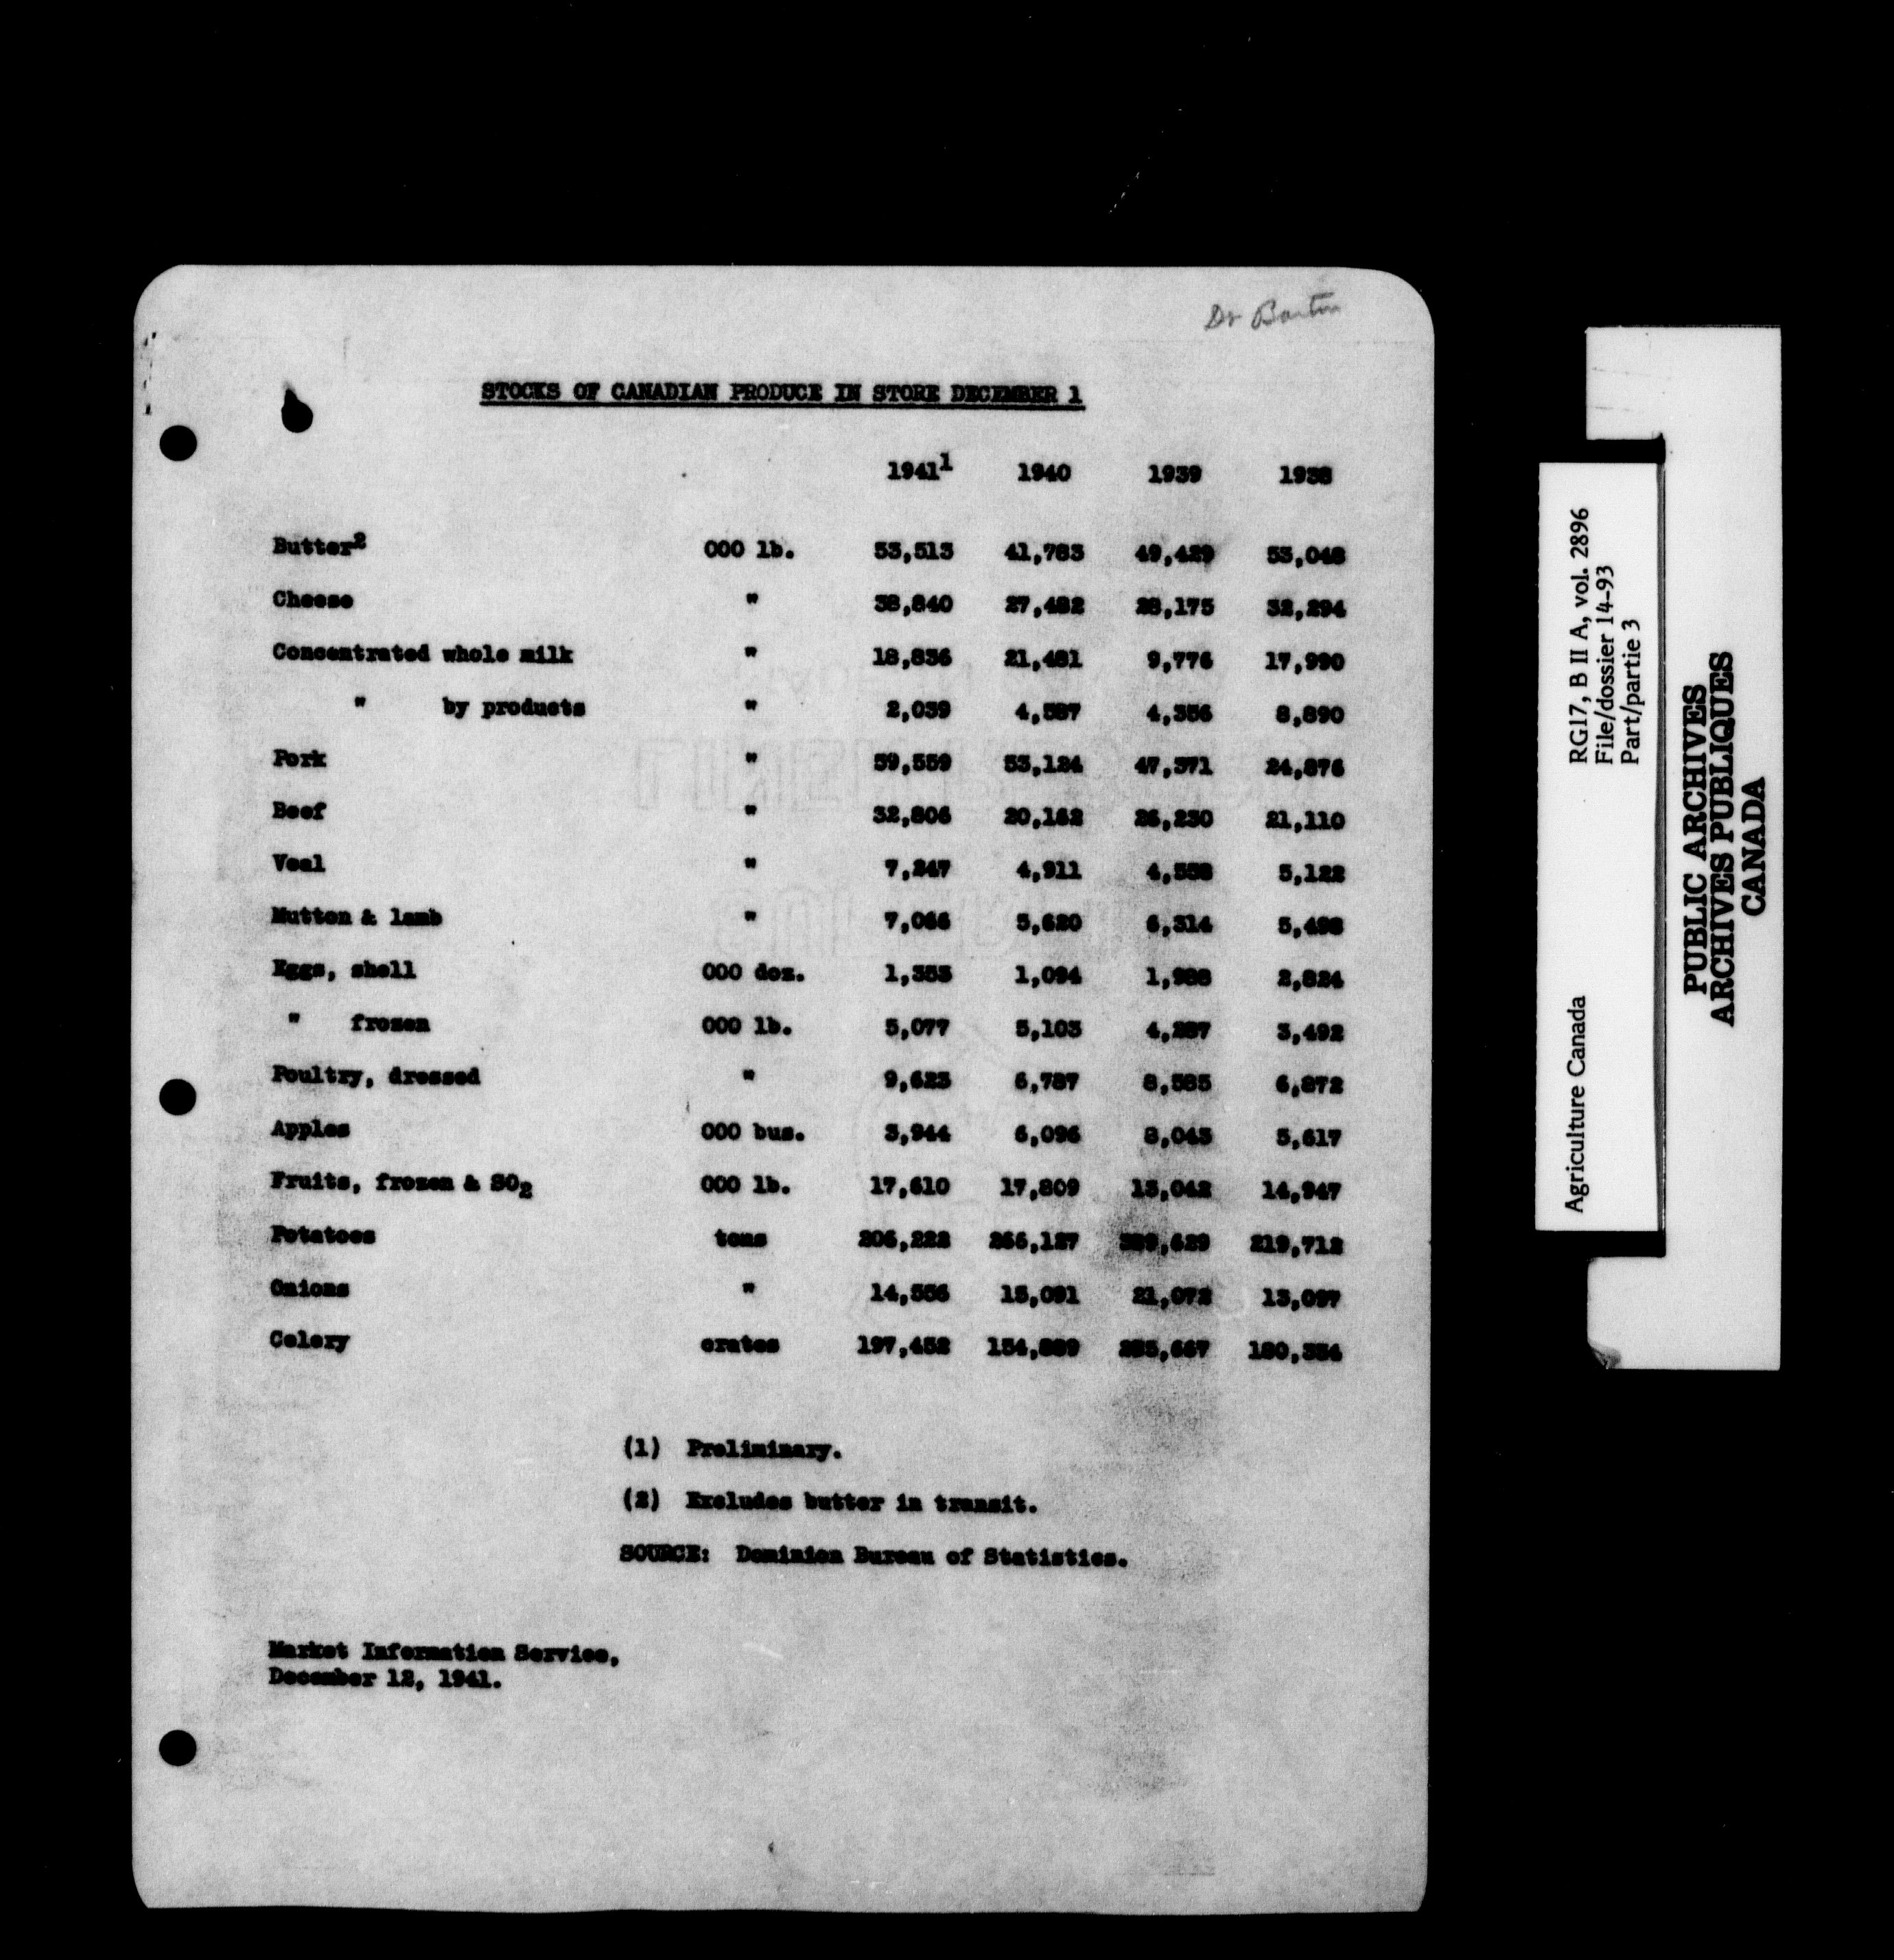 Dr Barton
STOCKS OF CANADIAN PRODUCE IN STORE DECEMBER 1
1941¹ 1940 1939 1938
Butter² 000 lb. 53,513 41,783 49,429 53,048
Cheese " 38,840 27,482 28,175 32,294
Concentrated whole milk " 18,836 21,481 9,776 17,990
" by products " 2,039 4,587 4,356 8,890
Pork " 59,559 53,124 47,371 24,876
Beef " 32,806 20,162 26,230 21,110
Veal " 7,247 4,911 4,558 5,122
Mutton & lamb " 7,066 5,620 6,314 5,498
Eggs, shell 000 doz. 1,353 1,094 1,988 2,824
" frozen 000 lb. 5,077 5,103 4,287 3,492
Poultry, dressed " 9,623 6,787 8,585 6,872
Apples 000 bus. 3,944 6,096 8,043 5,617
Fruits, frozen & SO₂ 000 lb. 17,610 17,809 13,042 14,947
Potatoes tons 206,222 266,127 219,712
Onions " 14,556 15,091 21,072 13,097
Celery crates 197,452 154,889 180,354
(1) Preliminary.
(2) Excludes butter in transit.
SOURCE: Dominion Bureau of Statistics.
Market Information Service,
December 12, 1941.
Agriculture Canada RG17, B II A, vol. 2896
File/dossier 14-93
Part/partie 3
PUBLIC ARCHIVES
ARCHIVES PUBLIQUES
CANADA